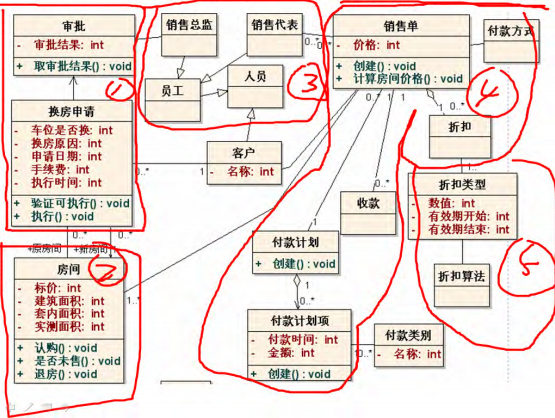 审批
- 审批结果: int
+ 取审批结果() : void
①
换房申请
- 车位是否换: int
- 换房原因: int
- 申请日期: int
- 手续费: int
- 执行时间: int
+ 验证可执行() : void
+ 执行() : void
0..*
0..*
+原房间
+新房间
②
房间
- 标价: int
- 建筑面积: int
- 套内面积: int
- 实测面积: int
+ 认购() : void
+ 是否未售() : void
+ 退房() : void
1..*
销售总监
销售代表
员工
人员
③
客户
- 名称: int
0..*
1
销售单
- 价格: int
+ 创建() : void
+ 计算房间价格() : void
0..*
0..*
0..*
1
1
1
付款方式
④
折扣
0..*
1
折扣类型
- 数值: int
- 有效期开始: int
- 有效期结束: int
⑤
折扣算法
收款
0..*
付款计划
+ 创建() : void
1
1
0..*
付款计划项
- 付款时间: int
- 金额: int
+ 创建() : void
0..*
付款类别
- 名称: int